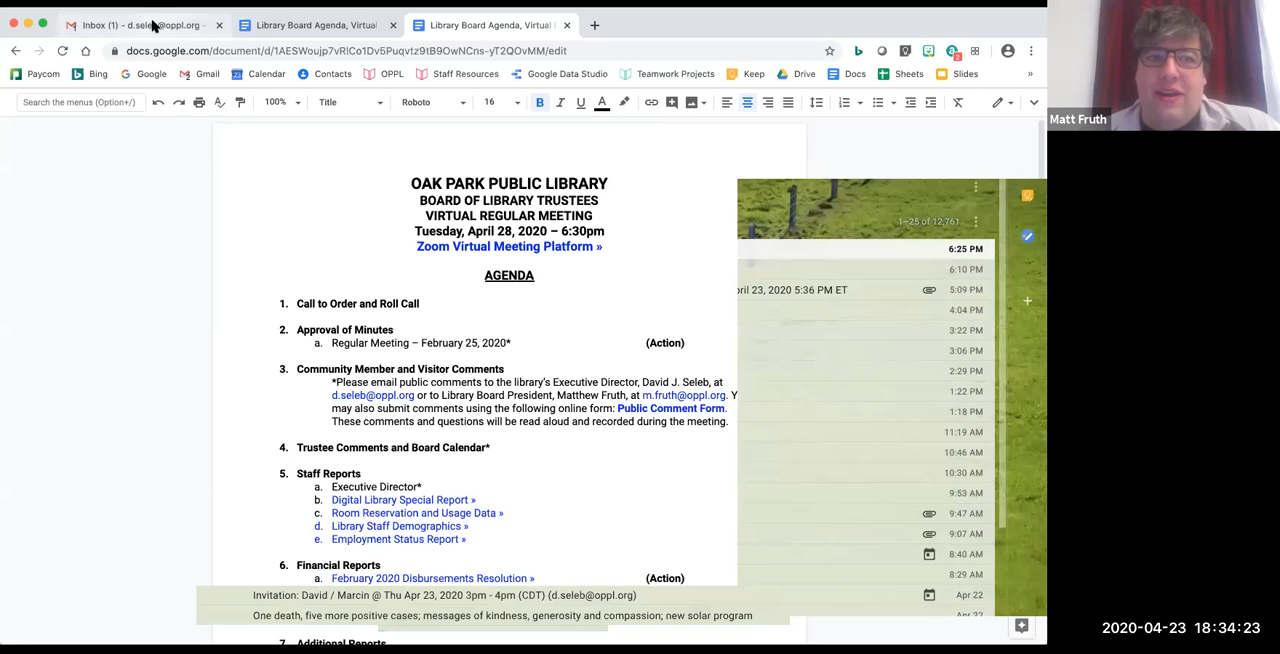 Inbox (1) - d.seleb@oppl.org -
Library Board Agenda, Virtual
Library Board Agenda, Virtual
docs.google.com/document/d/1AESWoujp7vRlCo1Dv5Puqvtz9tB9OwNCns-yT2QOvMM/edit
Paycom Bing Google Gmail Calendar Contacts OPPL Staff Resources Google Data Studio Teamwork Projects Keep Drive Docs Sheets Slides »
Search the menus (Option+/) 100% Title Roboto 16 B I U A
Matt Fruth
OAK PARK PUBLIC LIBRARY
BOARD OF LIBRARY TRUSTEES
VIRTUAL REGULAR MEETING
Tuesday, April 28, 2020 – 6:30pm
Zoom Virtual Meeting Platform »
AGENDA
1. Call to Order and Roll Call
2. Approval of Minutes
a. Regular Meeting – February 25, 2020* (Action)
3. Community Member and Visitor Comments
*Please email public comments to the library's Executive Director, David J. Seleb, at
d.seleb@oppl.org or to Library Board President, Matthew Fruth, at m.fruth@oppl.org. Y
may also submit comments using the following online form: Public Comment Form.
These comments and questions will be read aloud and recorded during the meeting.
4. Trustee Comments and Board Calendar*
5. Staff Reports
a. Executive Director*
b. Digital Library Special Report »
c. Room Reservation and Usage Data »
d. Library Staff Demographics »
e. Employment Status Report »
6. Financial Reports
a. February 2020 Disbursements Resolution » (Action)
Invitation: David / Marcin @ Thu Apr 23, 2020 3pm - 4pm (CDT) (d.seleb@oppl.org)
One death, five more positive cases; messages of kindness, generosity and compassion; new solar program
7. Additional Reports
1–25 of 12,761
6:25 PM
6:10 PM
pril 23, 2020 5:36 PM ET 5:09 PM
4:04 PM
3:22 PM
3:06 PM
2:29 PM
1:22 PM
1:18 PM
11:19 AM
10:46 AM
10:30 AM
9:53 AM
9:47 AM
9:07 AM
8:40 AM
8:29 AM
Apr 22
Apr 22
2020-04-23 18:34:23